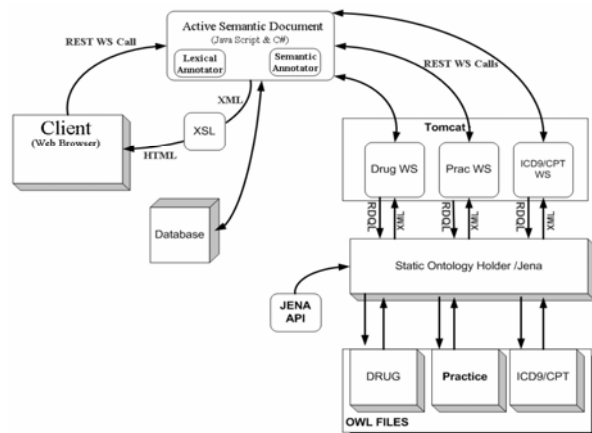 Active Semantic Document
(Java Script & C#)
Lexical
Annotator
Semantic
Annotator
REST WS Call
REST WS Calls
XML
XSL
HTML
Client
(Web Browser)
Database
Tomcat
Drug WS
Prac WS
ICD9/CPT
WS
RDQL
XML
RDQL
XML
RDQL
XML
Static Ontology Holder /Jena
JENA
API
DRUG
Practice
ICD9/CPT
OWL FILES